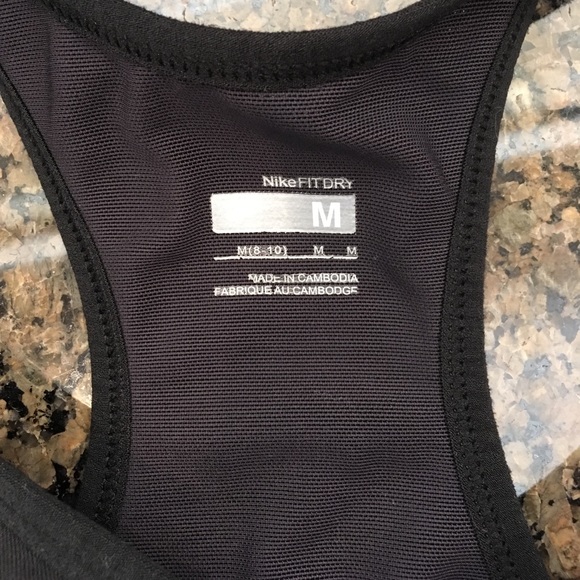 NikeFITDRY
M
M(8-10) M M
MADE IN CAMBODIA
FABRIQUE AU CAMBODGE